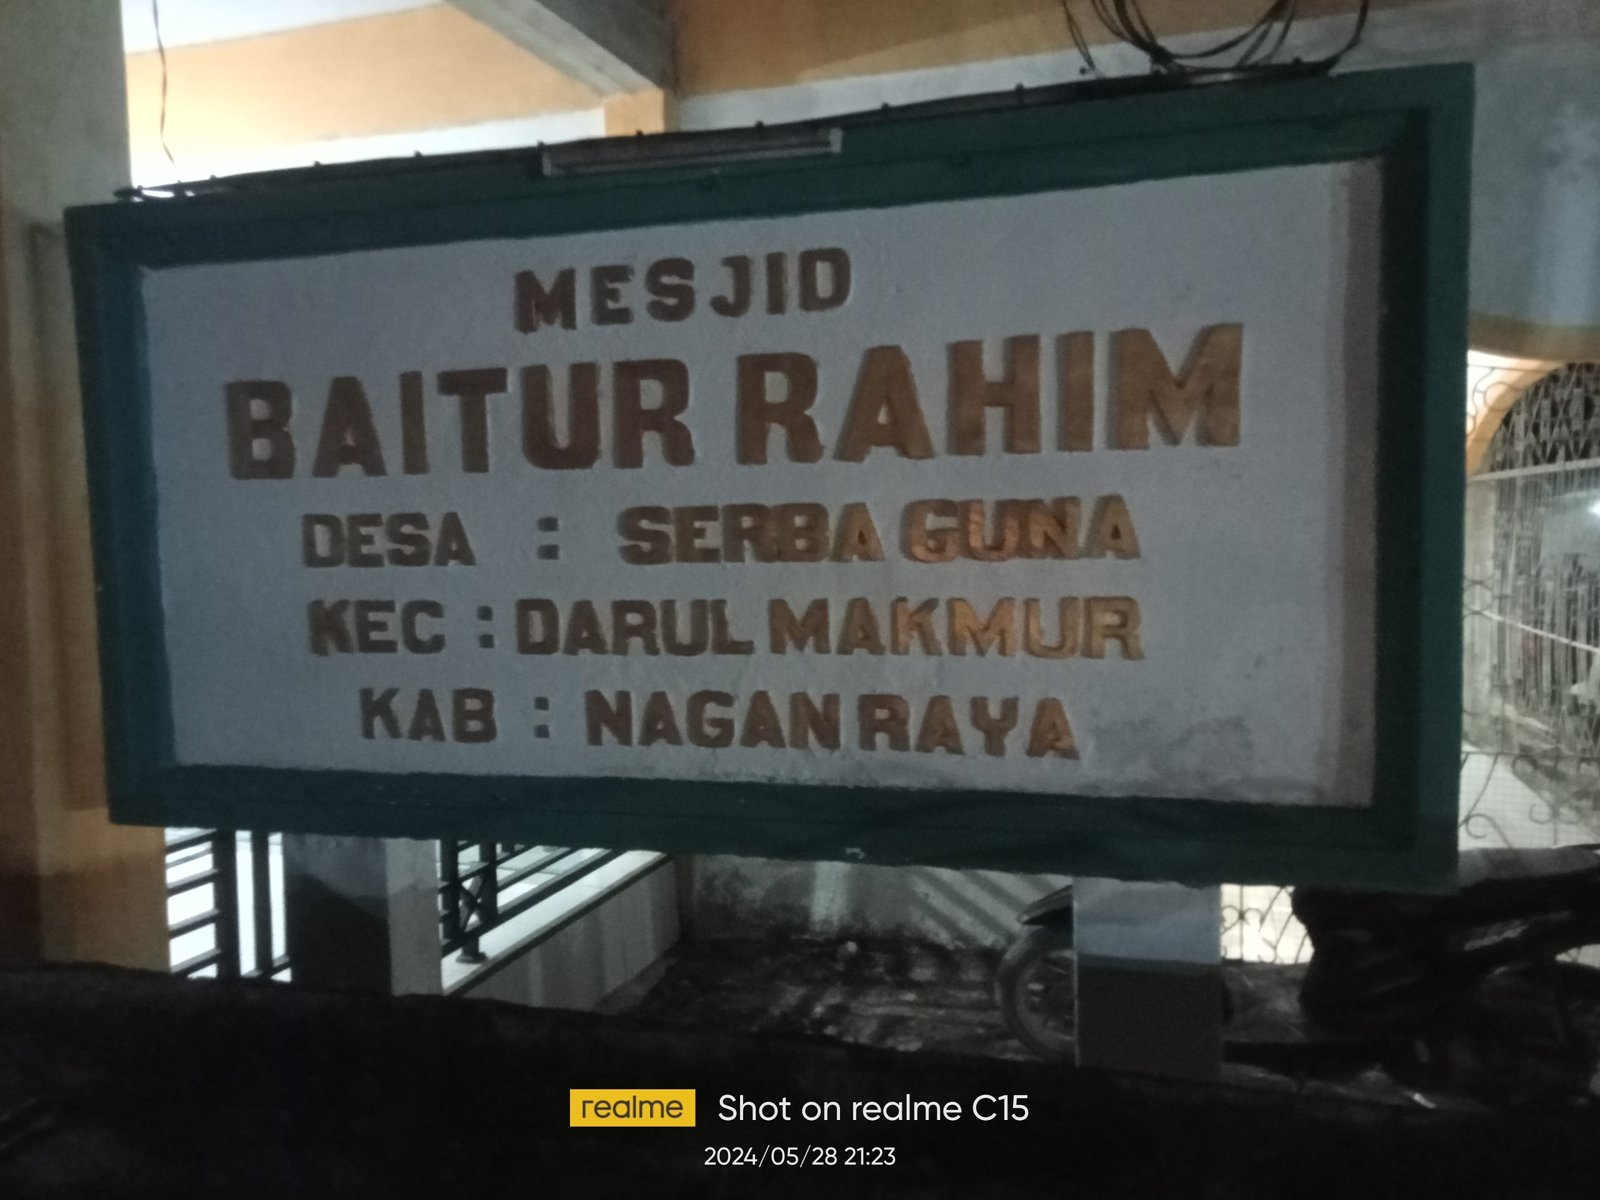 MESJID
BAITUR RAHIM
DESA : SERBA GUNA
KEC : DARUL MAKMUR
KAB : NAGAN RAYA
realme Shot on realme C15
2024/05/28 21:23